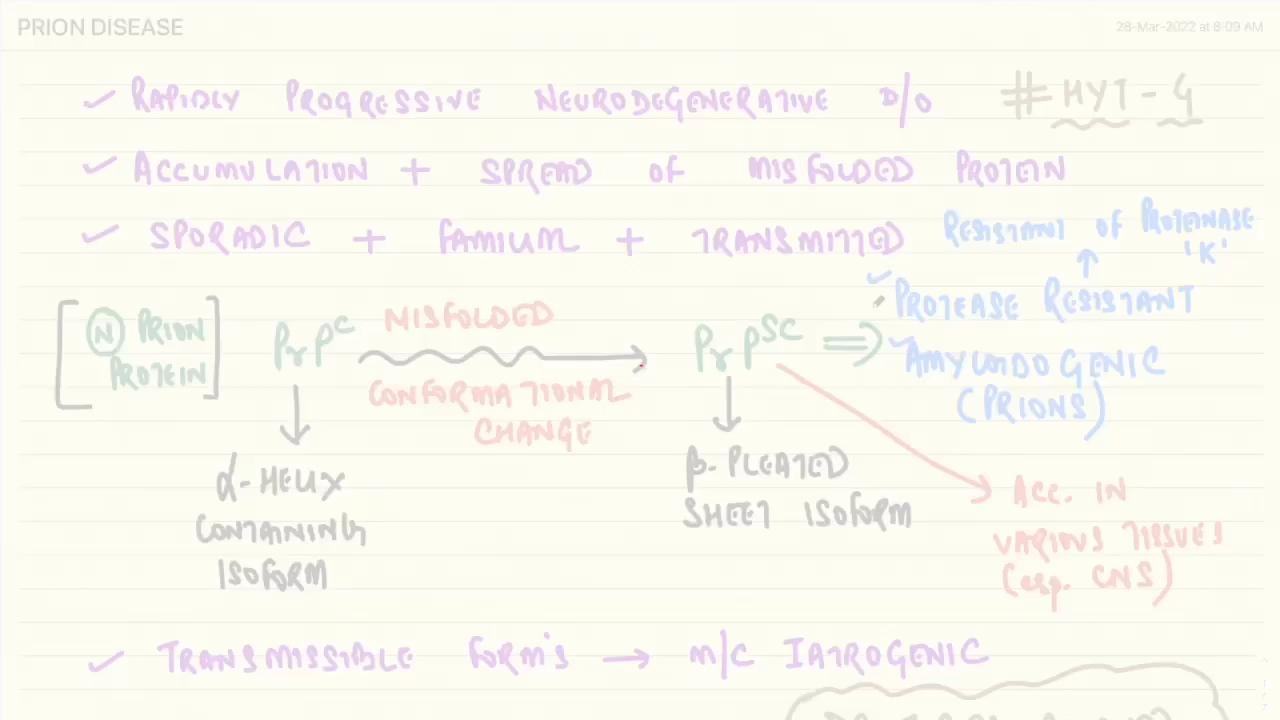 PRION DISEASE
28-Mar-2022 at 8:09 AM
✓ RAPIDLY PROGRESSIVE NEURODEGENERATIVE D/O
# MYT - G
✓ ACCUMULATION + SPREAD OF MISFOLDED PROTEIN
✓ SPORADIC + FAMILIAL + TRANSMITTED
RESISTANT OF PROTEINASE
'K'
[ N PRION
PROTEIN ]
PrPC
MISFOLDED
CONFORMATIONAL
CHANGE
PrPSC ⇒
✓ PROTEASE RESISTANT
✓ AMYLOIDOGENIC
(PRIONS)
α-HELIX
CONTAINING
ISOFORM
β-PLEATED
SHEET ISOFORM
ACC. IN
VARIOUS TISSUES
(esp. CNS)
✓ TRANSMISSIBLE FORM'S → M/C IATROGENIC